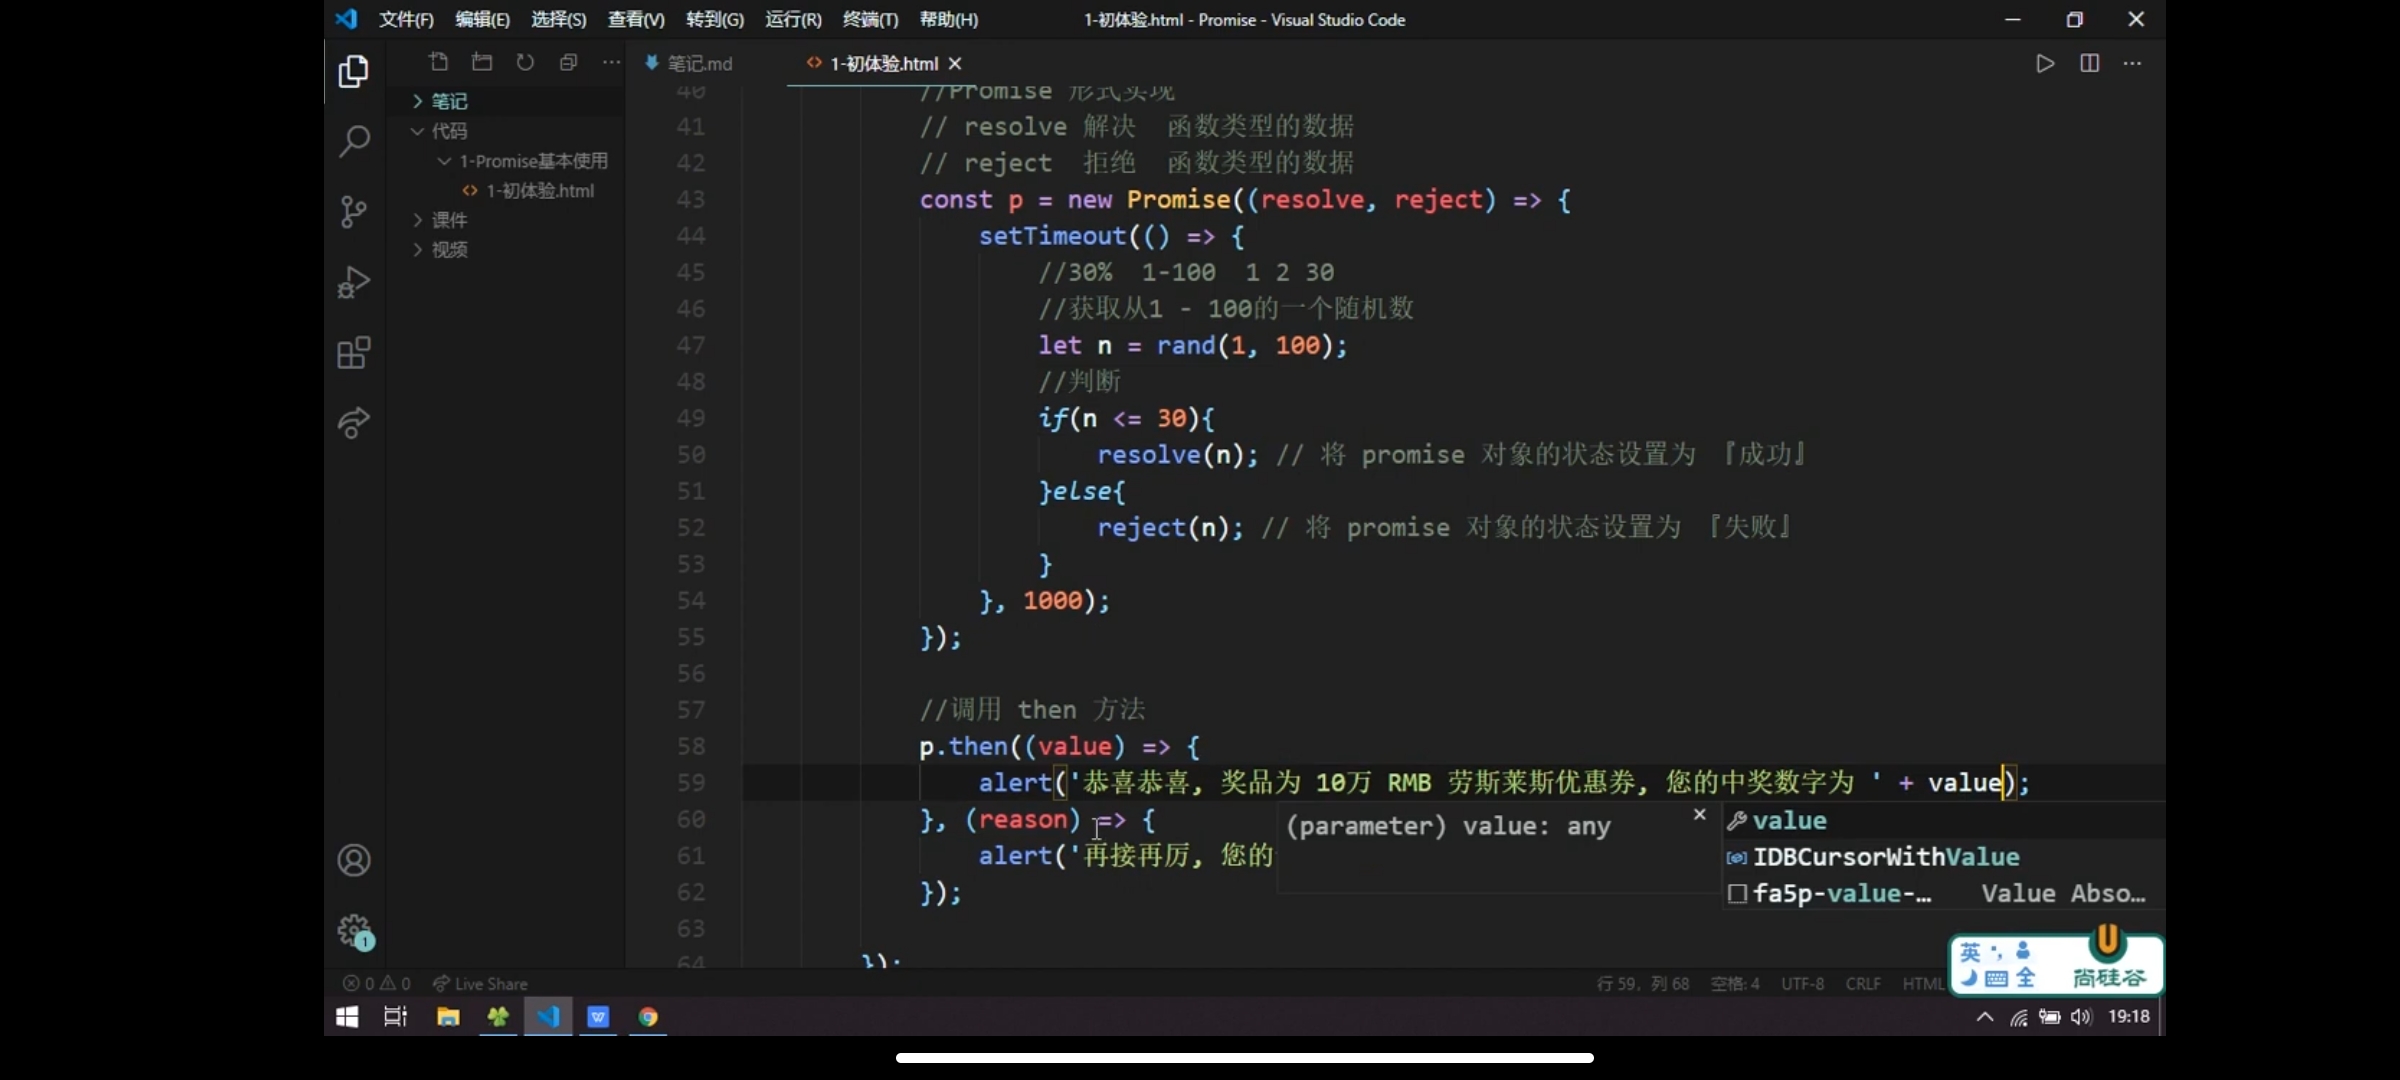 文件(F) 编辑(E) 选择(S) 查看(V) 转到(G) 运行(R) 终端(T) 帮助(H) 1-初体验.html - Promise - Visual Studio Code
笔记.md 1-初体验.html
笔记
代码
1-Promise基本使用
1-初体验.html
课件
视频
40 //Promise 形式实现
41 // resolve 解决 函数类型的数据
42 // reject 拒绝 函数类型的数据
43 const p = new Promise((resolve, reject) => {
44 setTimeout(() => {
45 //30% 1-100 1 2 30
46 //获取从1 - 100的一个随机数
47 let n = rand(1, 100);
48 //判断
49 if(n <= 30){
50 resolve(n); // 将 promise 对象的状态设置为 『成功』
51 }else{
52 reject(n); // 将 promise 对象的状态设置为 『失败』
53 }
54 }, 1000);
55 });
56
57 //调用 then 方法
58 p.then((value) => {
59 alert('恭喜恭喜, 奖品为 10万 RMB 劳斯莱斯优惠券, 您的中奖数字为 ' + value);
60 }, (reason) => {
61 alert('再接再厉, 您的
62 });
63
64 });
(parameter) value: any
value
IDBCursorWithValue
fa5p-value-… Value Abso…
1
英 全 尚硅谷
0 0 Live Share 行 59, 列 68 空格: 4 UTF-8 CRLF HTML
19:18